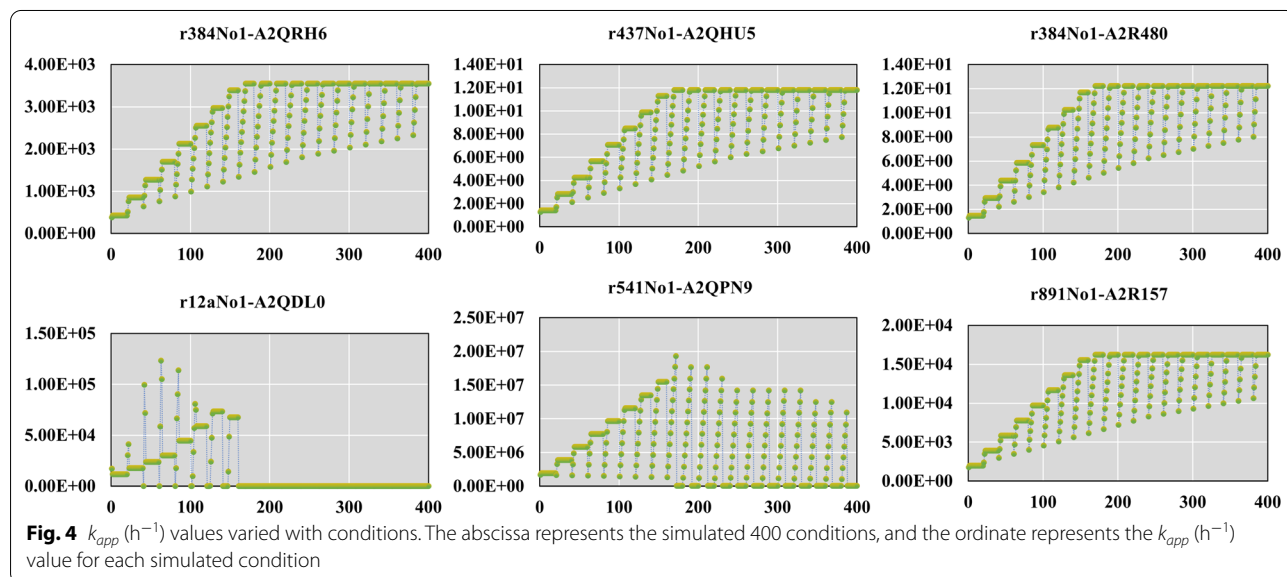 r384No1-A2QRH6
4.00E+03
3.00E+03
2.00E+03
1.00E+03
0.00E+00
0 100 200 300 400
r437No1-A2QHU5
1.40E+01
1.20E+01
1.00E+01
8.00E+00
6.00E+00
4.00E+00
2.00E+00
0.00E+00
0 100 200 300 400
r384No1-A2R480
1.40E+01
1.20E+01
1.00E+01
8.00E+00
6.00E+00
4.00E+00
2.00E+00
0.00E+00
0 100 200 300 400
r12aNo1-A2QDL0
1.50E+05
1.00E+05
5.00E+04
0.00E+00
0 100 200 300 400
r541No1-A2QPN9
2.50E+07
2.00E+07
1.50E+07
1.00E+07
5.00E+06
0.00E+00
0 100 200 300 400
r891No1-A2R157
2.00E+04
1.50E+04
1.00E+04
5.00E+03
0.00E+00
0 100 200 300 400
Fig. 4 kapp (h−1) values varied with conditions. The abscissa represents the simulated 400 conditions, and the ordinate represents the kapp (h−1)
value for each simulated condition